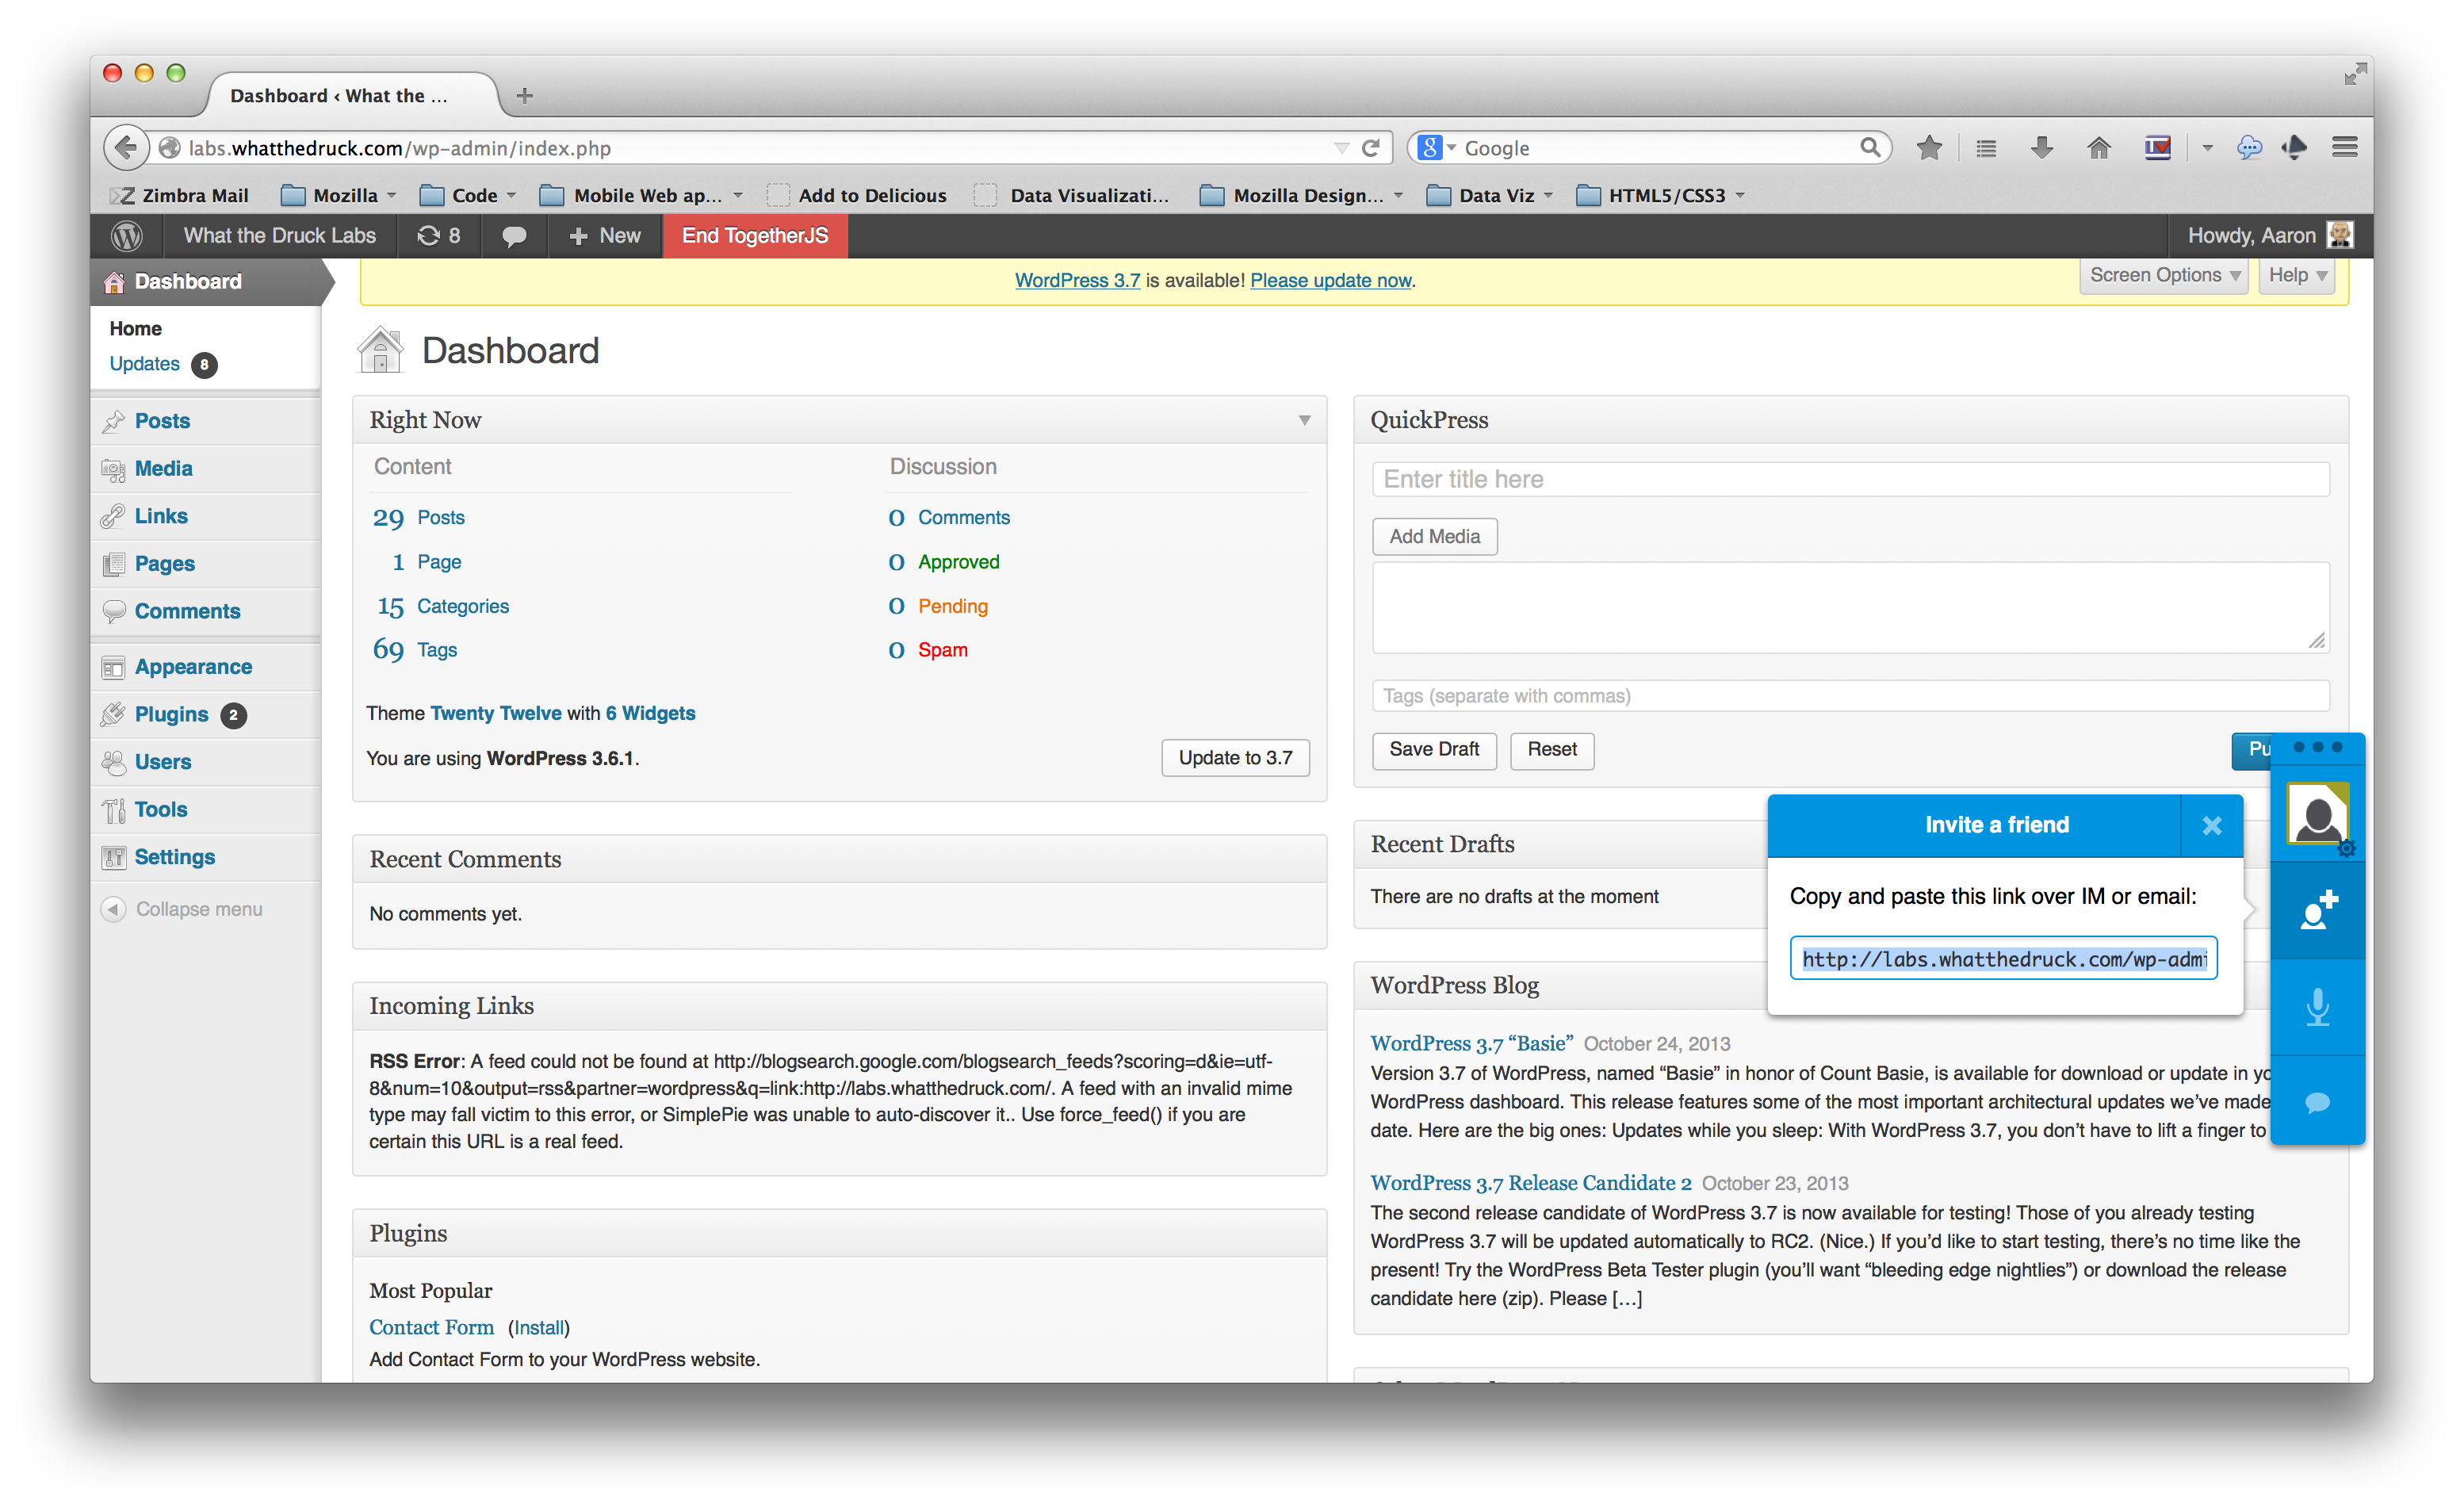 Dashboard ‹ What the ...
labs.whatthedruck.com/wp-admin/index.php
Google
Zimbra Mail
Mozilla
Code
Mobile Web ap...
Add to Delicious
Data Visualizati...
Mozilla Design...
Data Viz
HTML5/CSS3
What the Druck Labs
8
New
End TogetherJS
Howdy, Aaron
Dashboard
Home
Updates 8
Posts
Media
Links
Pages
Comments
Appearance
Plugins 2
Users
Tools
Settings
Collapse menu
WordPress 3.7 is available! Please update now.
Screen Options
Help
Dashboard
Right Now
Content
29 Posts
1 Page
15 Categories
69 Tags
Discussion
0 Comments
0 Approved
0 Pending
0 Spam
Theme Twenty Twelve with 6 Widgets
You are using WordPress 3.6.1.
Update to 3.7
Recent Comments
No comments yet.
Incoming Links
RSS Error: A feed could not be found at http://blogsearch.google.com/blogsearch_feeds?scoring=d&ie=utf-
8&num=10&output=rss&partner=wordpress&q=link:http://labs.whatthedruck.com/. A feed with an invalid mime
type may fall victim to this error, or SimplePie was unable to auto-discover it.. Use force_feed() if you are
certain this URL is a real feed.
Plugins
Most Popular
Contact Form (Install)
Add Contact Form to your WordPress website.
QuickPress
Enter title here
Add Media
Tags (separate with commas)
Save Draft
Reset
Pu
Recent Drafts
There are no drafts at the moment
Invite a friend
Copy and paste this link over IM or email:
http://labs.whatthedruck.com/wp-admi
WordPress Blog
WordPress 3.7 “Basie” October 24, 2013
Version 3.7 of WordPress, named “Basie” in honor of Count Basie, is available for download or update in yo
WordPress dashboard. This release features some of the most important architectural updates we’ve made
date. Here are the big ones: Updates while you sleep: With WordPress 3.7, you don’t have to lift a finger to
WordPress 3.7 Release Candidate 2 October 23, 2013
The second release candidate of WordPress 3.7 is now available for testing! Those of you already testing
WordPress 3.7 will be updated automatically to RC2. (Nice.) If you’d like to start testing, there’s no time like the
present! Try the WordPress Beta Tester plugin (you’ll want “bleeding edge nightlies”) or download the release
candidate here (zip). Please […]